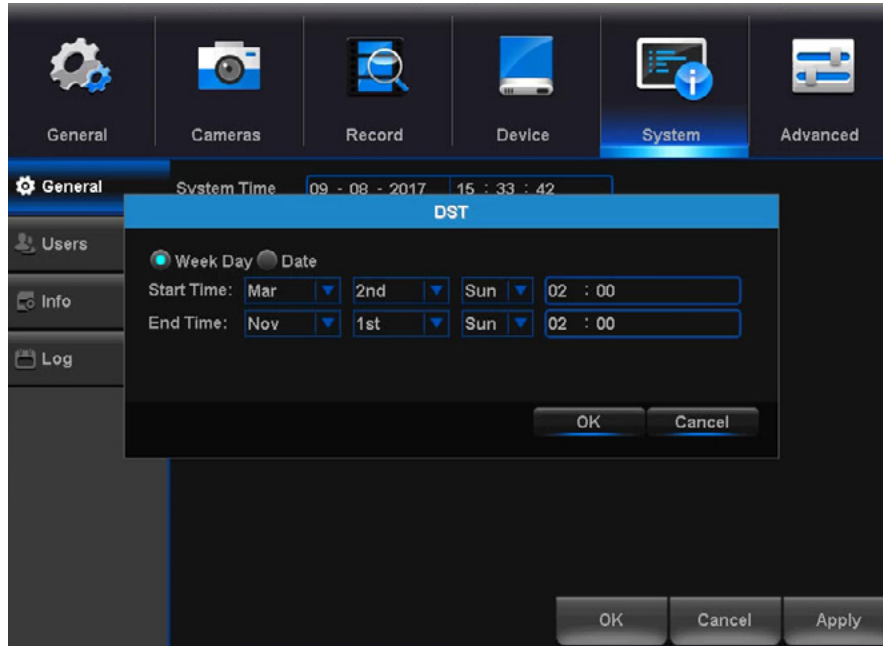 General Cameras Record Device System Advanced
General
System Time 09 - 08 - 2017 15 : 33 : 42
DST
Users
Week Day Date
Start Time: Mar 2nd Sun 02 : 00
Info
End Time: Nov 1st Sun 02 : 00
Log
OK Cancel
OK Cancel Apply